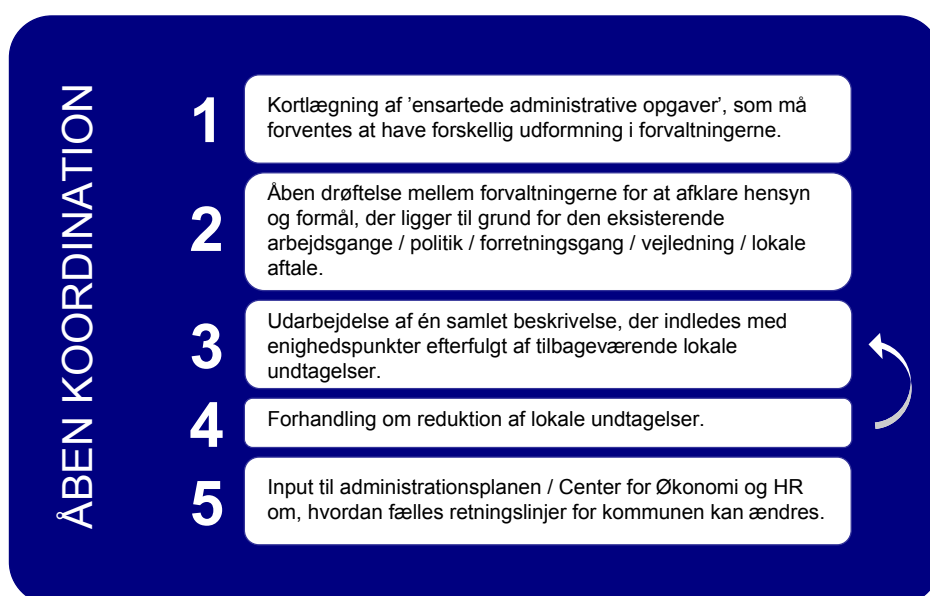 ÅBEN KOORDINATION
1
Kortlægning af ’ensartede administrative opgaver’, som må
forventes at have forskellig udformning i forvaltningerne.
2
Åben drøftelse mellem forvaltningerne for at afklare hensyn
og formål, der ligger til grund for den eksisterende
arbejdsgange / politik / forretningsgang / vejledning / lokale
aftale.
3
Udarbejdelse af én samlet beskrivelse, der indledes med
enighedspunkter efterfulgt af tilbageværende lokale
undtagelser.
4
Forhandling om reduktion af lokale undtagelser.
5
Input til administrationsplanen / Center for Økonomi og HR
om, hvordan fælles retningslinjer for kommunen kan ændres.